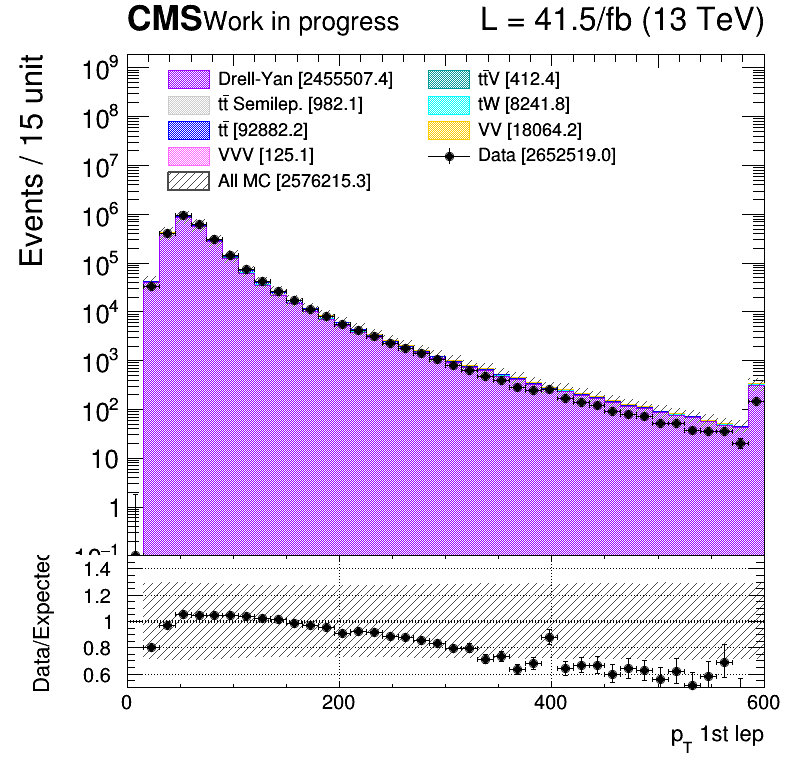 CMS Work in progress L = 41.5/fb (13 TeV)
Events / 15 unit
10⁹
10⁸
10⁷
10⁶
10⁵
10⁴
10³
10²
10
1
10⁻¹
Drell-Yan [2455507.4]
tt̄ Semilep. [982.1]
tt̄ [92882.2]
VVV [125.1]
All MC [2576215.3]
tt̄V [412.4]
tW [8241.8]
VV [18064.2]
Data [2652519.0]
Data/Expected
1.4
1.2
1
0.8
0.6
0 200 400 600
p_T 1st lep